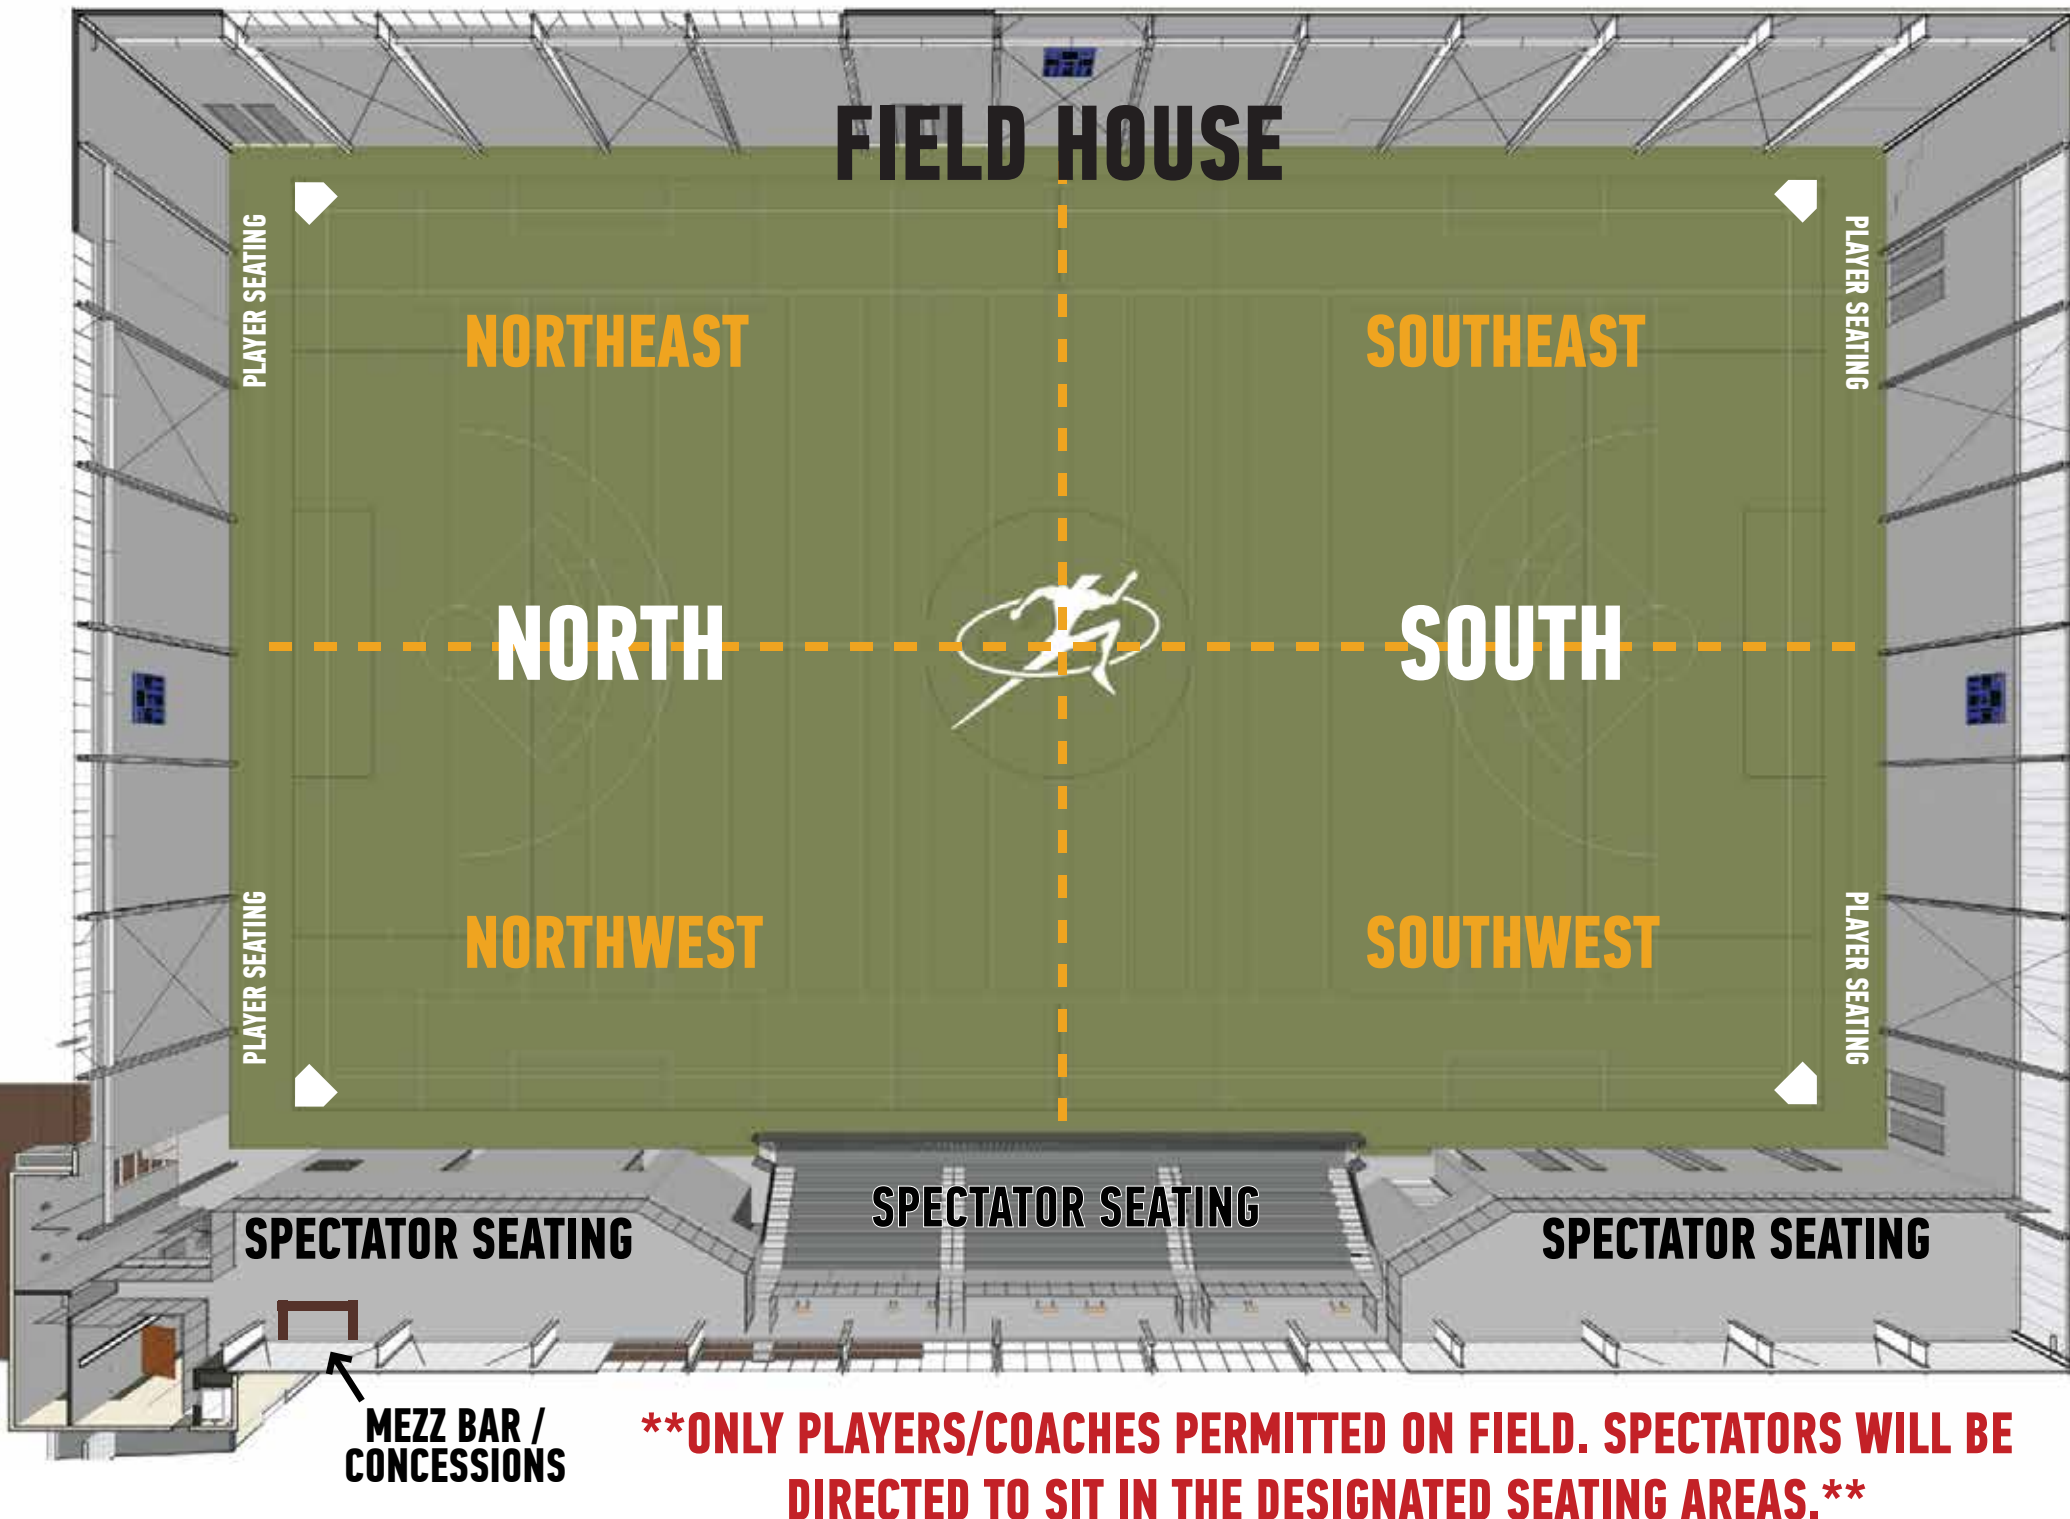 FIELD HOUSE
PLAYER SEATING
PLAYER SEATING
NORTHEAST
SOUTHEAST
NORTH
SOUTH
NORTHWEST
SOUTHWEST
PLAYER SEATING
PLAYER SEATING
SPECTATOR SEATING
SPECTATOR SEATING
SPECTATOR SEATING
MEZZ BAR /
CONCESSIONS
**ONLY PLAYERS/COACHES PERMITTED ON FIELD. SPECTATORS WILL BE
DIRECTED TO SIT IN THE DESIGNATED SEATING AREAS.**